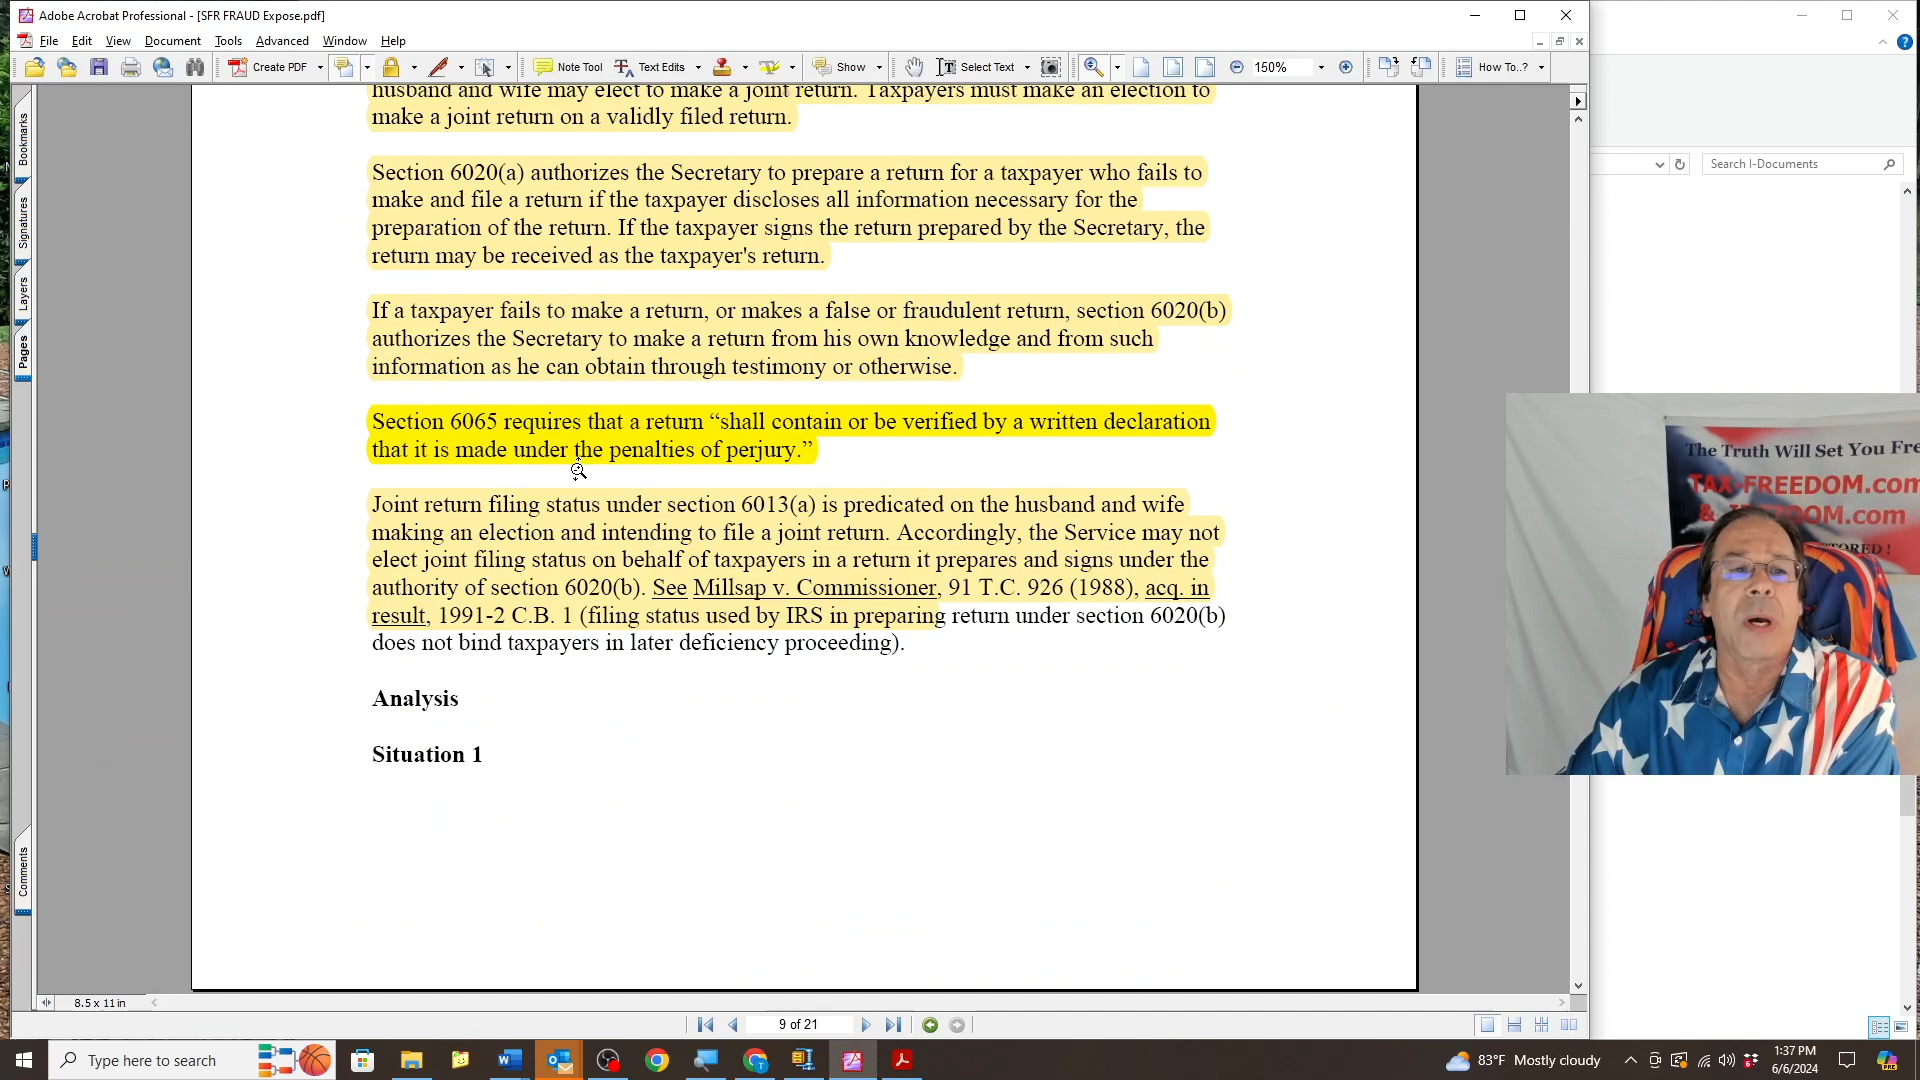 Adobe Acrobat Professional - [SFR FRAUD Expose.pdf]
File Edit View Document Tools Advanced Window Help
Create PDF Note Tool Text Edits Show Select Text 150% How To..?
Search I-Documents
Bookmarks
Signatures
Layers
Pages
Comments
husband and wife may elect to make a joint return. Taxpayers must make an election to
make a joint return on a validly filed return.
Section 6020(a) authorizes the Secretary to prepare a return for a taxpayer who fails to
make and file a return if the taxpayer discloses all information necessary for the
preparation of the return. If the taxpayer signs the return prepared by the Secretary, the
return may be received as the taxpayer's return.
If a taxpayer fails to make a return, or makes a false or fraudulent return, section 6020(b)
authorizes the Secretary to make a return from his own knowledge and from such
information as he can obtain through testimony or otherwise.
Section 6065 requires that a return “shall contain or be verified by a written declaration
that it is made under the penalties of perjury.”
Joint return filing status under section 6013(a) is predicated on the husband and wife
making an election and intending to file a joint return. Accordingly, the Service may not
elect joint filing status on behalf of taxpayers in a return it prepares and signs under the
authority of section 6020(b). See Millsap v. Commissioner, 91 T.C. 926 (1988), acq. in
result, 1991-2 C.B. 1 (filing status used by IRS in preparing return under section 6020(b)
does not bind taxpayers in later deficiency proceeding).
Analysis
Situation 1
The Truth Will Set You Fre
TAX-FREEDOM.com
&
om.com
TORED !
8.5 x 11 in
9 of 21
Type here to search
83°F Mostly cloudy
1:37 PM
6/6/2024